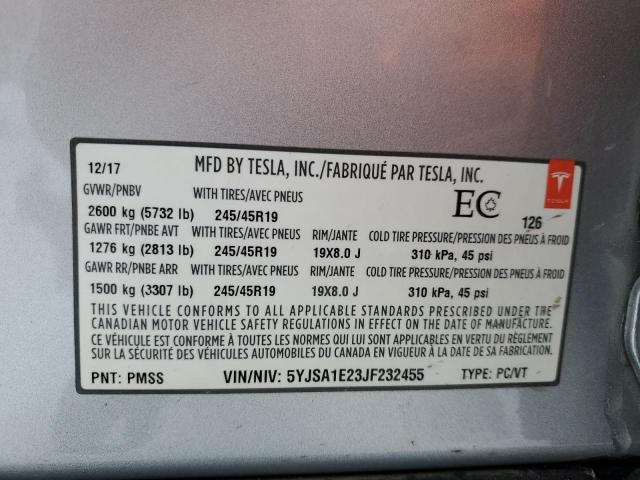 12/17 MFD BY TESLA, INC./FABRIQUÉ PAR TESLA, INC.
TESLA
GVWR/PNBV WITH TIRES/AVEC PNEUS
EC
126
2600 kg (5732 lb) 245/45R19
GAWR FRT/PNBE AVT WITH TIRES/AVEC PNEUS RIM/JANTE COLD TIRE PRESSURE/PRESSION DES PNEUS À FROID
1276 kg (2813 lb) 245/45R19 19X8.0 J 310 kPa, 45 psi
GAWR RR/PNBE ARR WITH TIRES/AVEC PNEUS RIM/JANTE COLD TIRE PRESSURE/PRESSION DES PNEUS À FROID
1500 kg (3307 lb) 245/45R19 19X8.0 J 310 kPa, 45 psi
THIS VEHICLE CONFORMS TO ALL APPLICABLE STANDARDS PRESCRIBED UNDER THE
CANADIAN MOTOR VEHICLE SAFETY REGULATIONS IN EFFECT ON THE DATE OF MANUFACTURE.
CE VÉHICULE EST CONFORME À TOUTES LES NORMES QUI LUI SONT APPLICABLES EN VERTU DU RÈGLEMENT
SUR LA SÉCURITÉ DES VÉHICULES AUTOMOBILES DU CANADA EN VIGUEUR À LA DATE DE SA FABRICATION.
PNT: PMSS VIN/NIV: 5YJSA1E23JF232455 TYPE: PC/VT